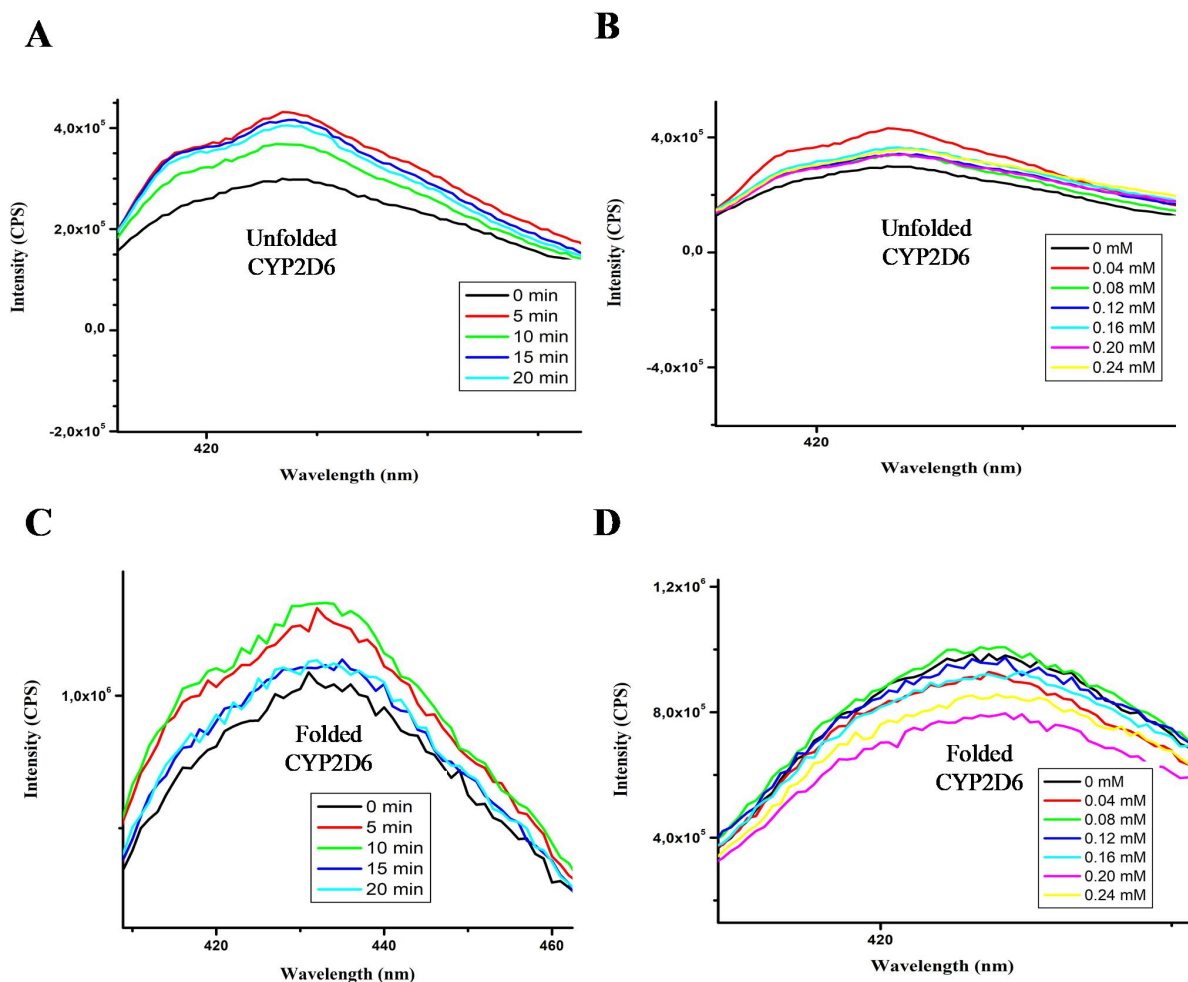 A
Intensity (CPS)
4,0x10⁵
2,0x10⁵
0,0
-2,0x10⁵
Unfolded
CYP2D6
0 min
5 min
10 min
15 min
20 min
420
Wavelength (nm)
B
Intensity (CPS)
4,0x10⁵
0,0
-4,0x10⁵
Unfolded
CYP2D6
0 mM
0.04 mM
0.08 mM
0.12 mM
0.16 mM
0.20 mM
0.24 mM
420
Wavelength (nm)
C
Intensity (CPS)
1,0x10⁶
Folded
CYP2D6
0 min
5 min
10 min
15 min
20 min
420 440 460
Wavelength (nm)
D
Intensity (CPS)
1,2x10⁶
8,0x10⁵
4,0x10⁵
Folded
CYP2D6
0 mM
0.04 mM
0.08 mM
0.12 mM
0.16 mM
0.20 mM
0.24 mM
420
Wavelength (nm)